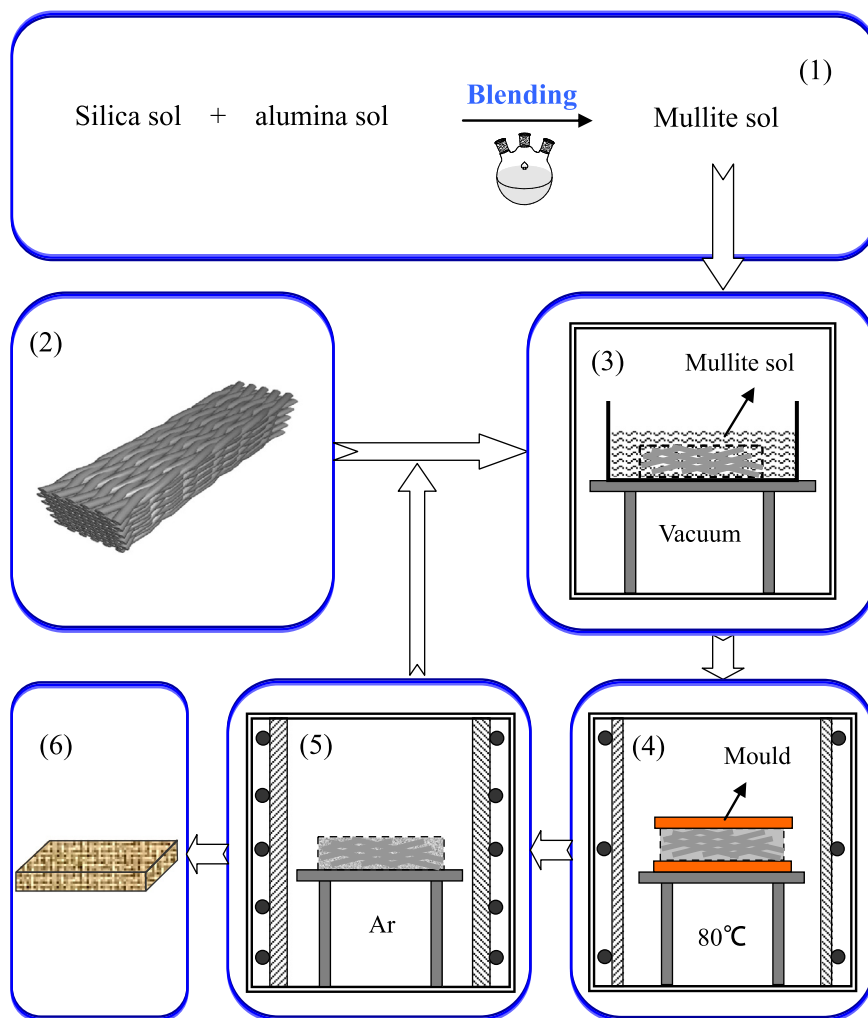 (1)
Blending
Silica sol + alumina sol
Mullite sol
(2)
(3)
Mullite sol
Vacuum
(6)
(5)
Ar
(4)
Mould
80℃